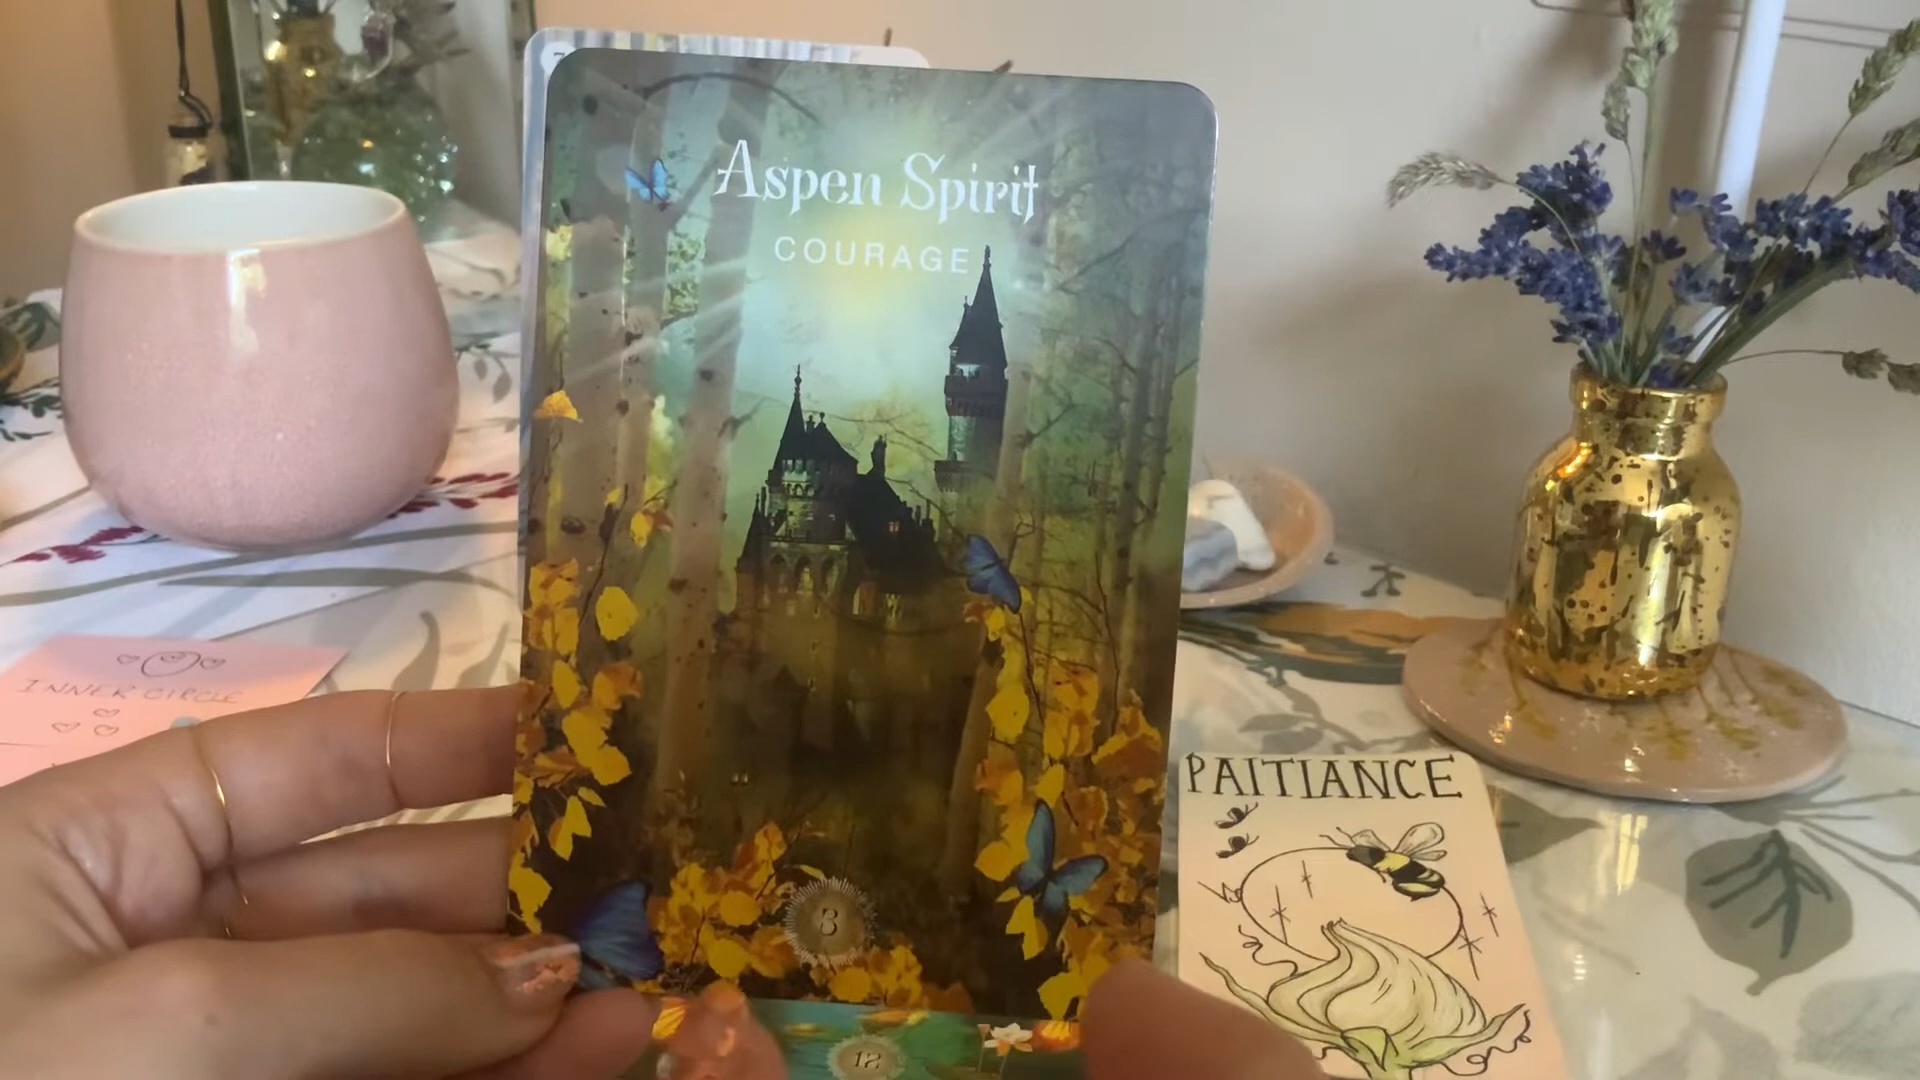 Aspen Spirit
COURAGE
INNER CIRCLE
PAITIANCE
8
12